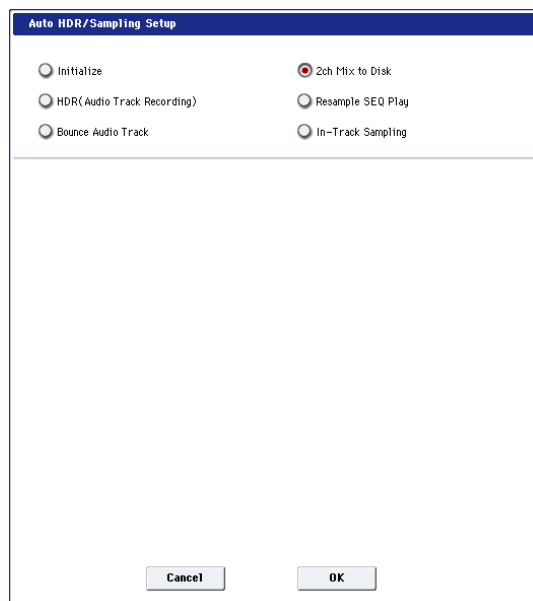 Auto HDR/Sampling Setup
Initialize
2ch Mix to Disk
HDR(Audio Track Recording)
Resample SEQ Play
Bounce Audio Track
In-Track Sampling
Cancel
OK